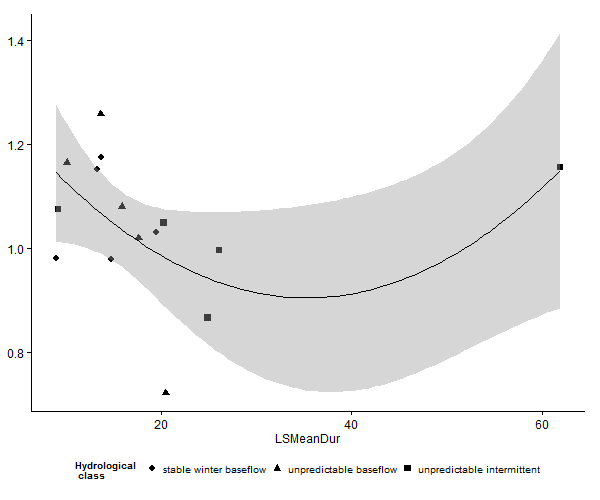 1.4
1.2
1.0
0.8
20
40
60
LSMeanDur
Hydrological
class
stable winter baseflow
unpredictable baseflow
unpredictable intermittent